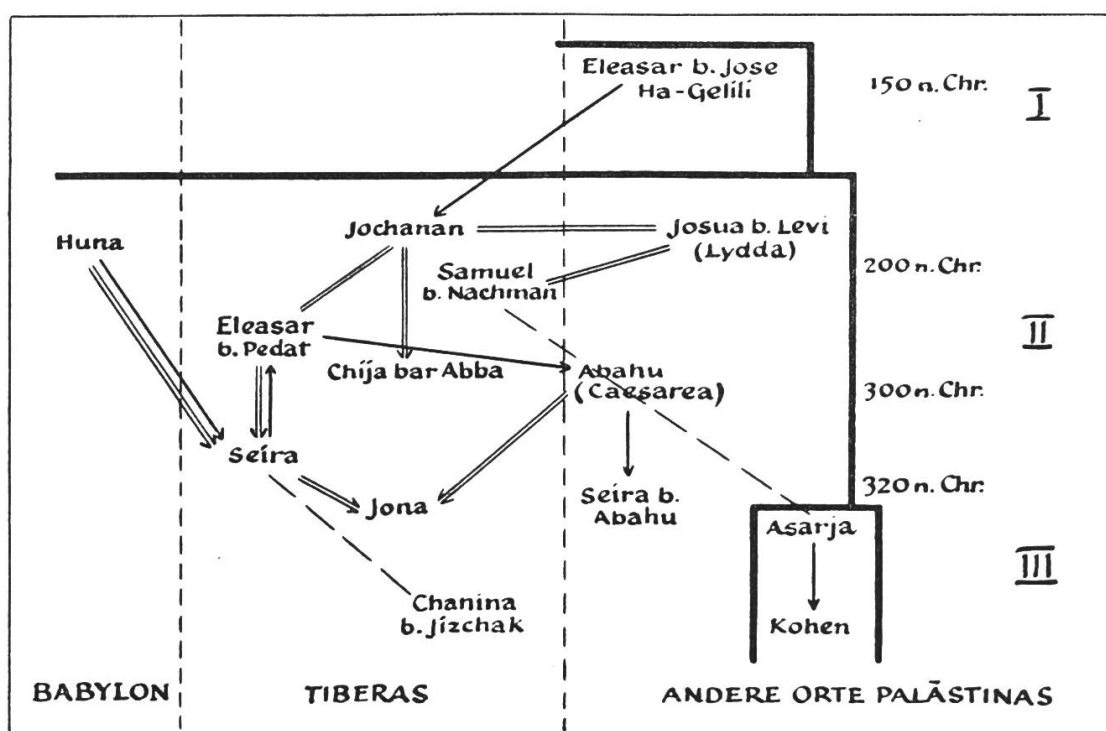 Eleasar b. Jose
Ha-Gelili
150 n. Chr.
I
Huna
Jochanan
Josua b. Levi
(Lydda)
200 n. Chr.
Samuel
b. Nachman
Eleasar
b. Pedat
II
Chija bar Abba
Abahu
(Caesarea)
300 n. Chr.
Seira
Jona
Seira b.
Abahu
320 n. Chr.
Asarja
III
Chanina
b. Jizchak
Kohen
BABYLON
TIBERAS
ANDERE ORTE PALÄSTINAS